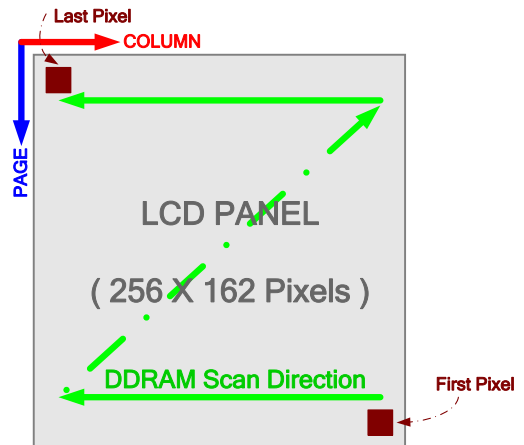 Last Pixel
COLUMN
PAGE
LCD PANEL
( 256 X 162 Pixels )
DDRAM Scan Direction
First Pixel